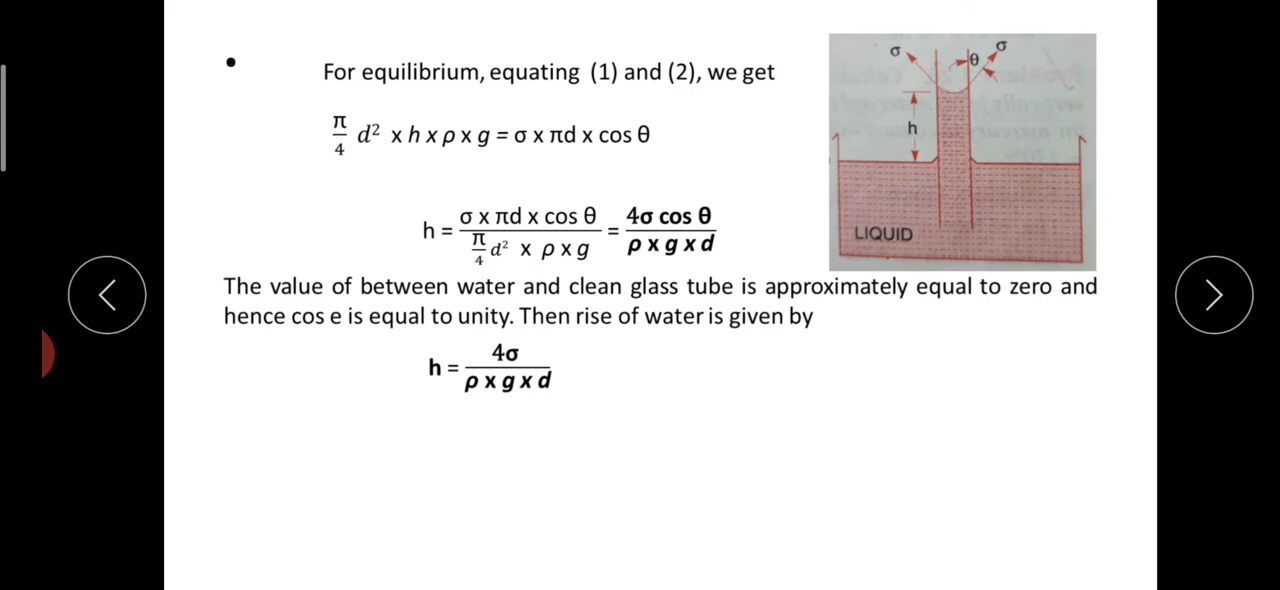 • For equilibrium, equating (1) and (2), we get
π/4 d² x h x ρ x g = σ x πd x cos θ
h = σ x πd x cos θ / π/4 d² x ρ x g = 4σ cos θ / ρ x g x d
The value of between water and clean glass tube is approximately equal to zero and
hence cos e is equal to unity. Then rise of water is given by
h = 4σ / ρ x g x d
σ
θ
σ
h
LIQUID